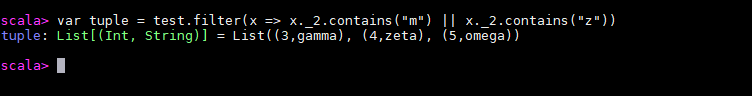 scala> var tuple = test.filter(x => x._2.contains("m") || x._2.contains("z"))
tuple: List[(Int, String)] = List((3,gamma), (4,zeta), (5,omega))
scala>